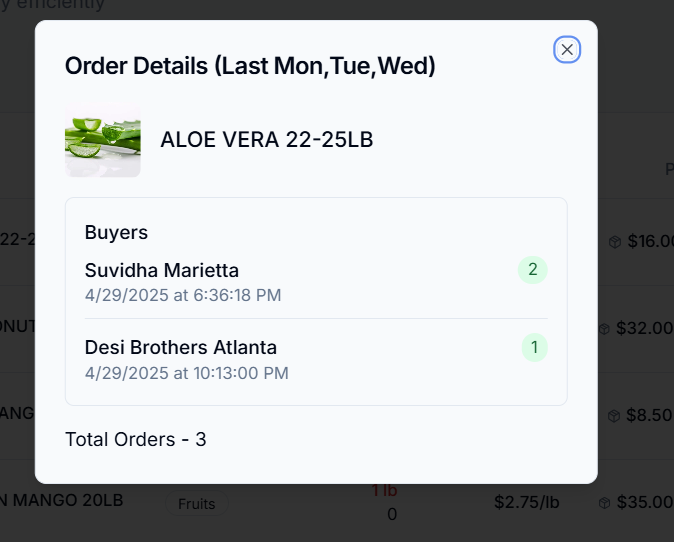 y efficiently
Order Details (Last Mon,Tue,Wed)
ALOE VERA 22-25LB
Buyers
Suvidha Marietta
2
4/29/2025 at 6:36:18 PM
Desi Brothers Atlanta
1
4/29/2025 at 10:13:00 PM
Total Orders - 3
P
22-2
$16.00
ONUT
$32.00
ANG
$8.50
N MANGO 20LB
Fruits
1 lb
0
$2.75/lb
$35.00